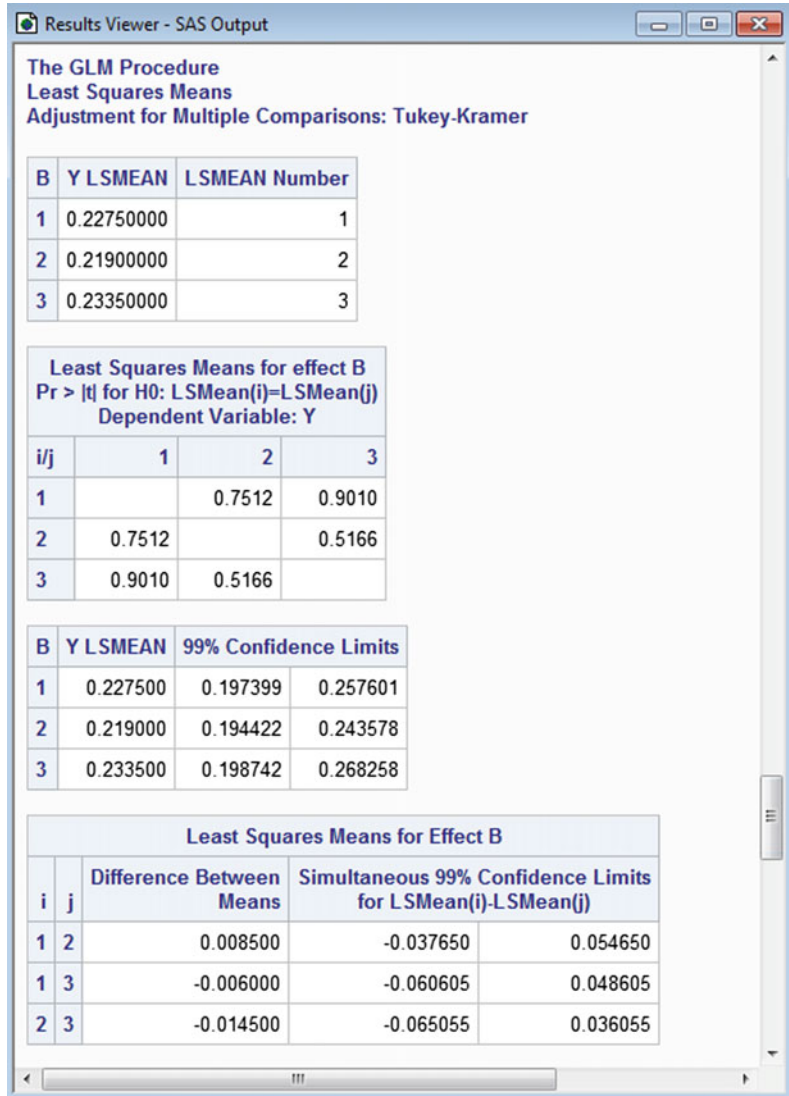 Results Viewer - SAS Output
The GLM Procedure
Least Squares Means
Adjustment for Multiple Comparisons: Tukey-Kramer
B Y LSMEAN LSMEAN Number
1 0.22750000 1
2 0.21900000 2
3 0.23350000 3
Least Squares Means for effect B
Pr > |t| for H0: LSMean(i)=LSMean(j)
Dependent Variable: Y
i/j 1 2 3
1 0.7512 0.9010
2 0.7512 0.5166
3 0.9010 0.5166
B Y LSMEAN 99% Confidence Limits
1 0.227500 0.197399 0.257601
2 0.219000 0.194422 0.243578
3 0.233500 0.198742 0.268258
Least Squares Means for Effect B
i j Difference Between Means Simultaneous 99% Confidence Limits for LSMean(i)-LSMean(j)
1 2 0.008500 -0.037650 0.054650
1 3 -0.006000 -0.060605 0.048605
2 3 -0.014500 -0.065055 0.036055